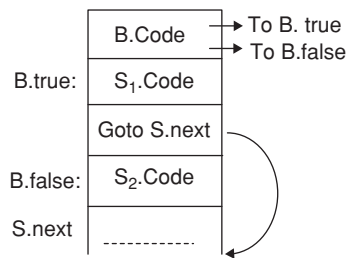 B.Code
To B. true
To B.false
B.true:
S₁.Code
Goto S.next
B.false:
S₂.Code
S.next